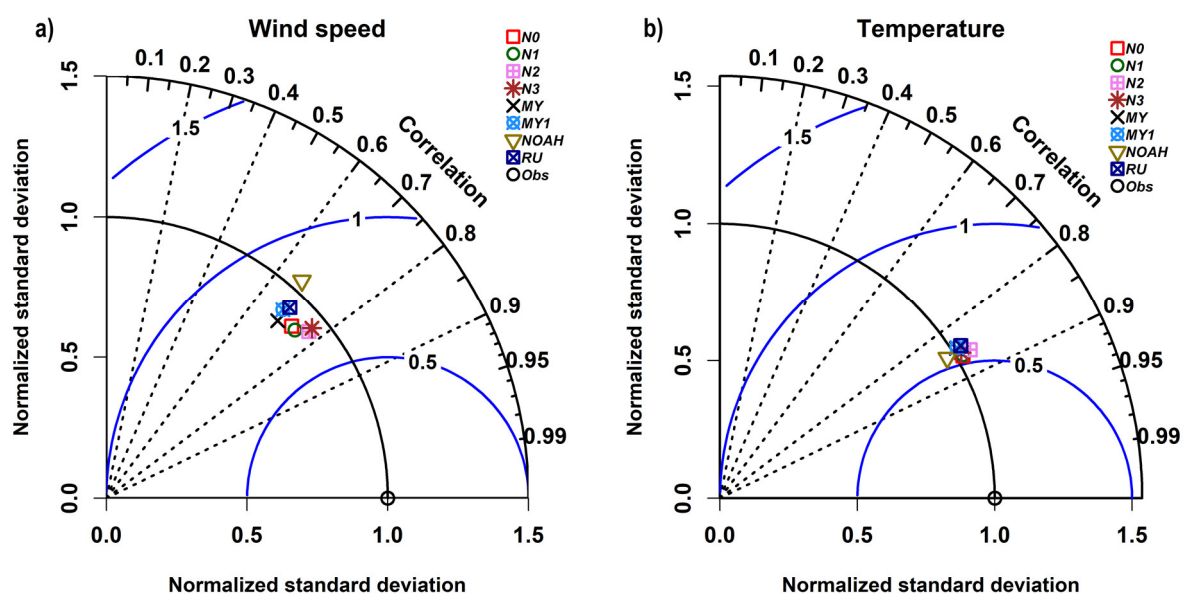 a)
Wind speed
N0
N1
N2
N3
MY
MY1
NOAH
RU
Obs
0.1
0.2
0.3
0.4
0.5
0.6
0.7
0.8
0.9
0.95
0.99
Correlation
1.5
1
0.5
1.5
1.0
0.5
0.0
Normalized standard deviation
0.0
0.5
1.0
1.5
Normalized standard deviation
b)
Temperature
N0
N1
N2
N3
MY
MY1
NOAH
RU
Obs
0.1
0.2
0.3
0.4
0.5
0.6
0.7
0.8
0.9
0.95
0.99
Correlation
1.5
1
0.5
1.5
1.0
0.5
0.0
Normalized standard deviation
0.0
0.5
1.0
1.5
Normalized standard deviation